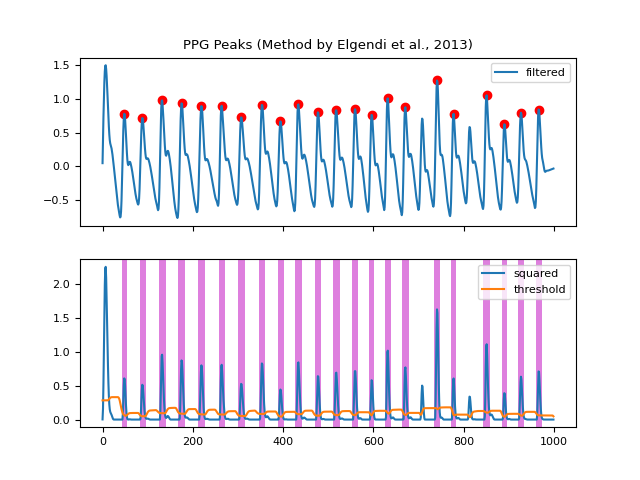 PPG Peaks (Method by Elgendi et al., 2013)
1.5
1.0
0.5
0.0
−0.5
filtered
2.0
1.5
1.0
0.5
0.0
squared
threshold
0 200 400 600 800 1000